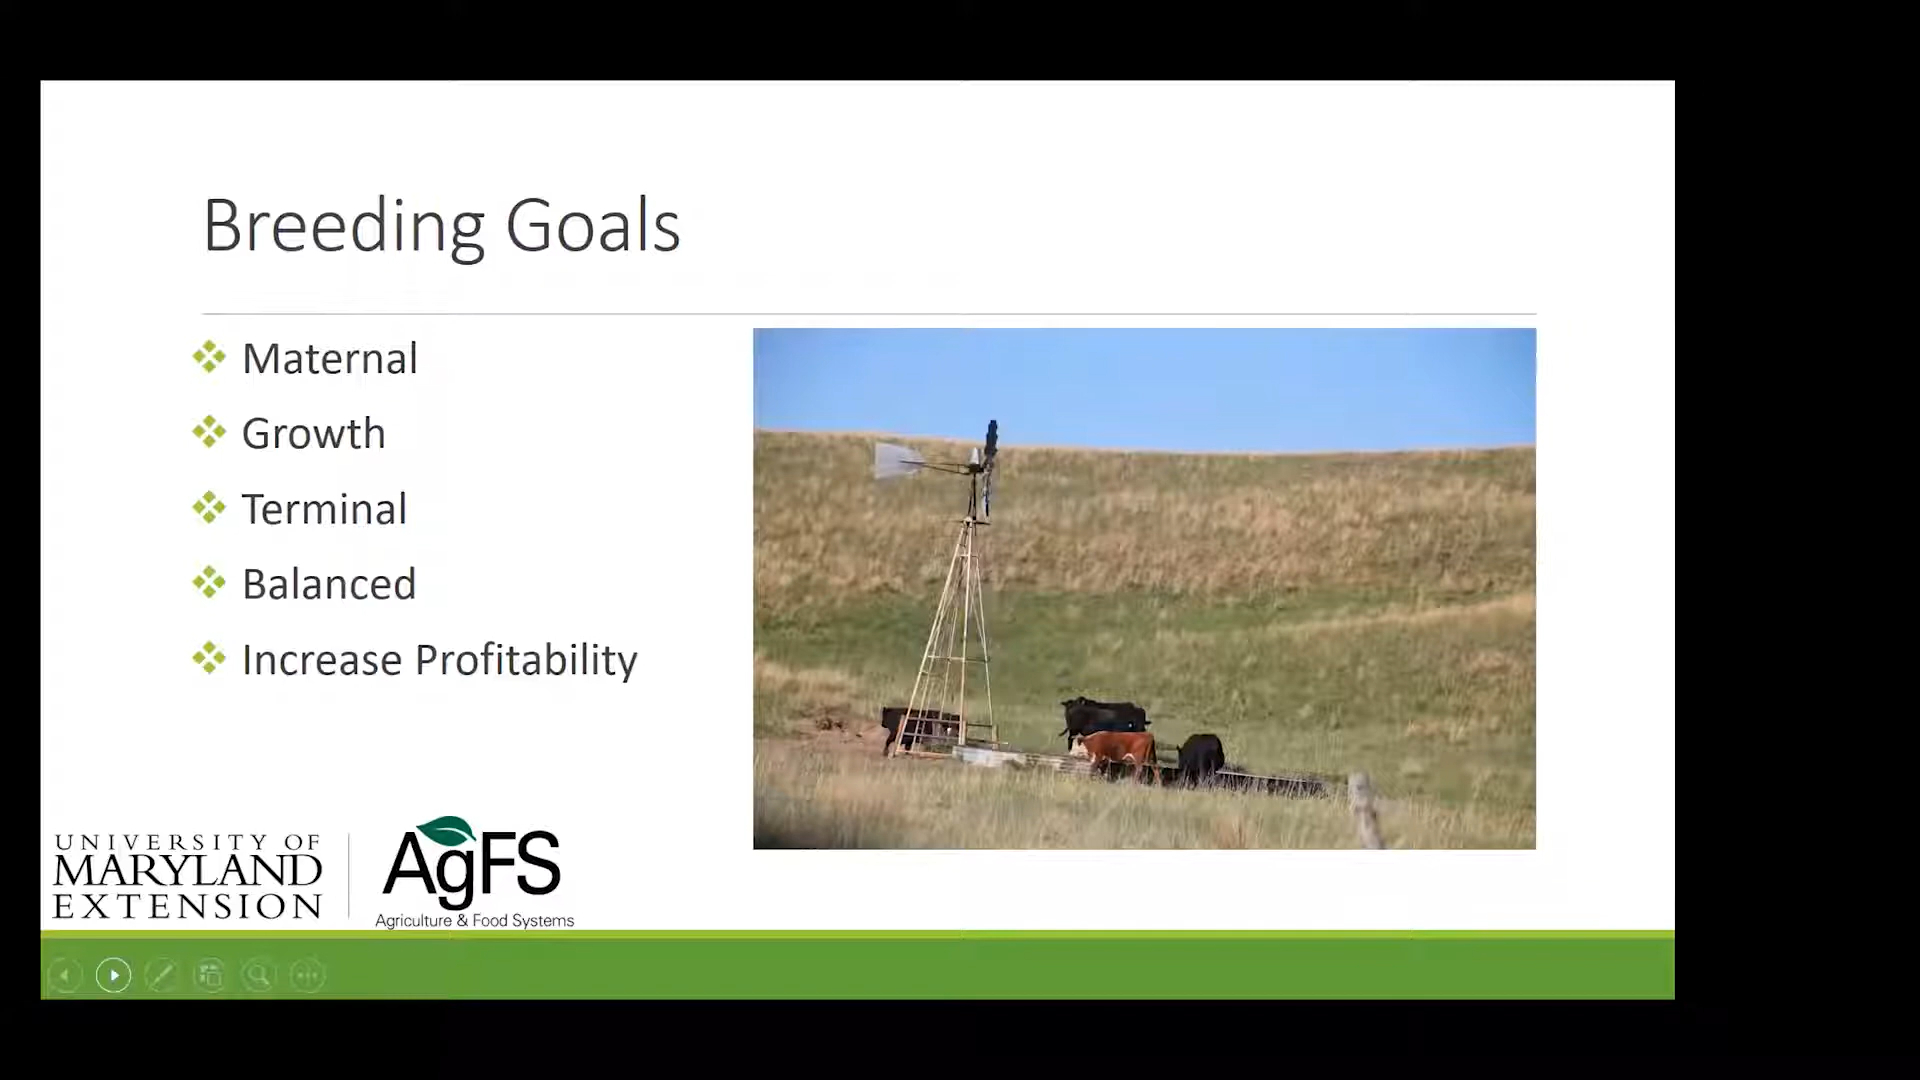 Breeding Goals
Maternal
Growth
Terminal
Balanced
Increase Profitability
UNIVERSITY OF
MARYLAND
EXTENSION
AgFS
Agriculture & Food Systems